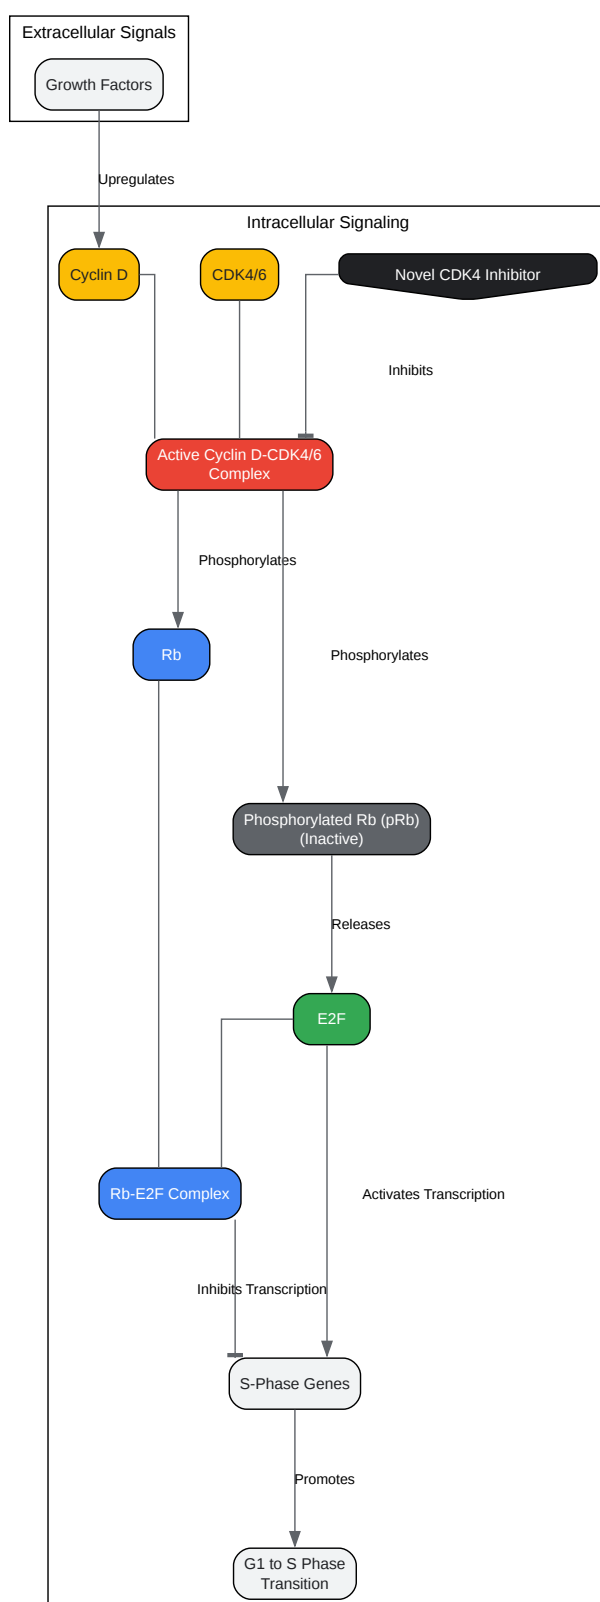 Extracellular Signals
Growth Factors
Upregulates
Intracellular Signaling
Cyclin D
CDK4/6
Novel CDK4 Inhibitor
Inhibits
Active Cyclin D-CDK4/6
Complex
Phosphorylates
Rb
Phosphorylates
Phosphorylated Rb (pRb)
(Inactive)
Releases
E2F
Rb-E2F Complex
Activates Transcription
Inhibits Transcription
S-Phase Genes
Promotes
G1 to S Phase
Transition